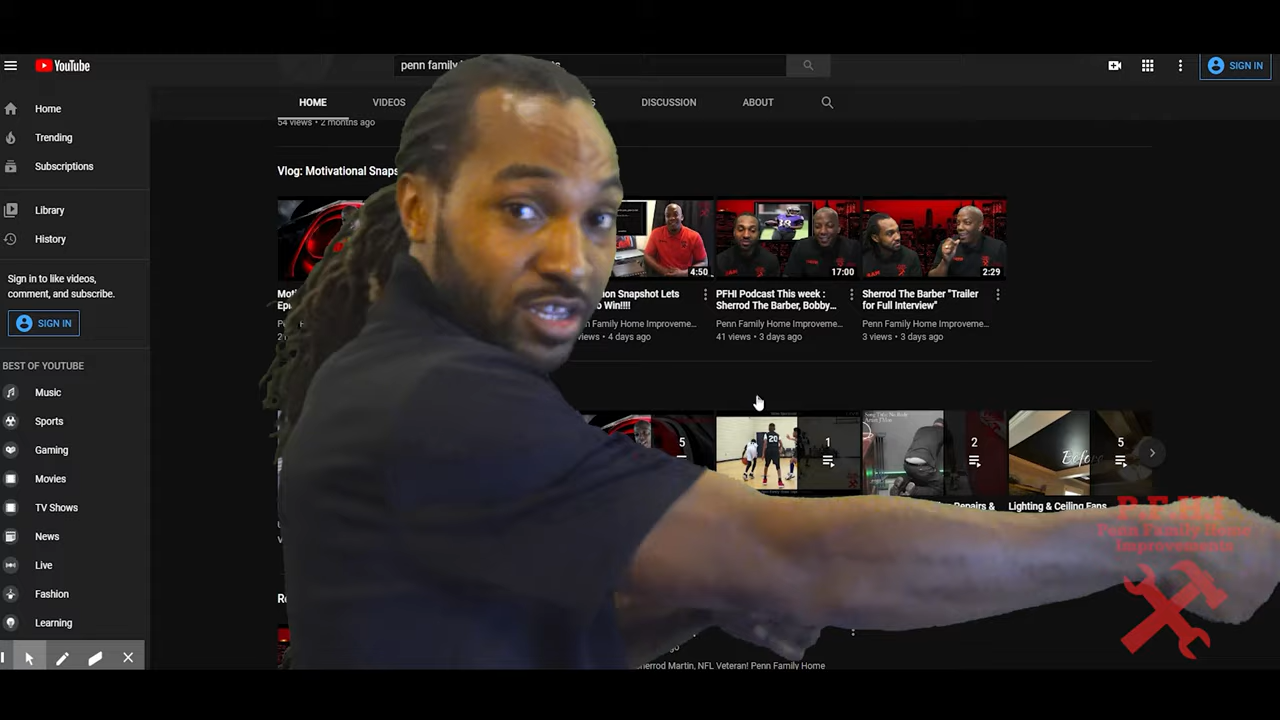 YouTube
penn family
SIGN IN
HOME
VIDEOS
DISCUSSION
ABOUT
54 views • 2 months ago
Home
Trending
Subscriptions
Library
History
Sign in to like videos,
comment, and subscribe.
SIGN IN
BEST OF YOUTUBE
Music
Sports
Gaming
Movies
TV Shows
News
Live
Fashion
Learning
Vlog: Motivational Snaps
4:50
17:00
2:29
Snapshot Lets
Win!!!!
Family Home Improveme...
views • 4 days ago
PFHI Podcast This week :
Sherrod The Barber, Bobby...
Penn Family Home Improveme...
41 views • 3 days ago
Sherrod The Barber "Trailer
for Full Interview"
Penn Family Home Improveme...
3 views • 3 days ago
5
20
1
2
Before
5
Repairs &
Lighting & Ceiling Fans
P.F.H.I
Penn Family Home
Improvements
Martin, NFL Veteran! Penn Family Home